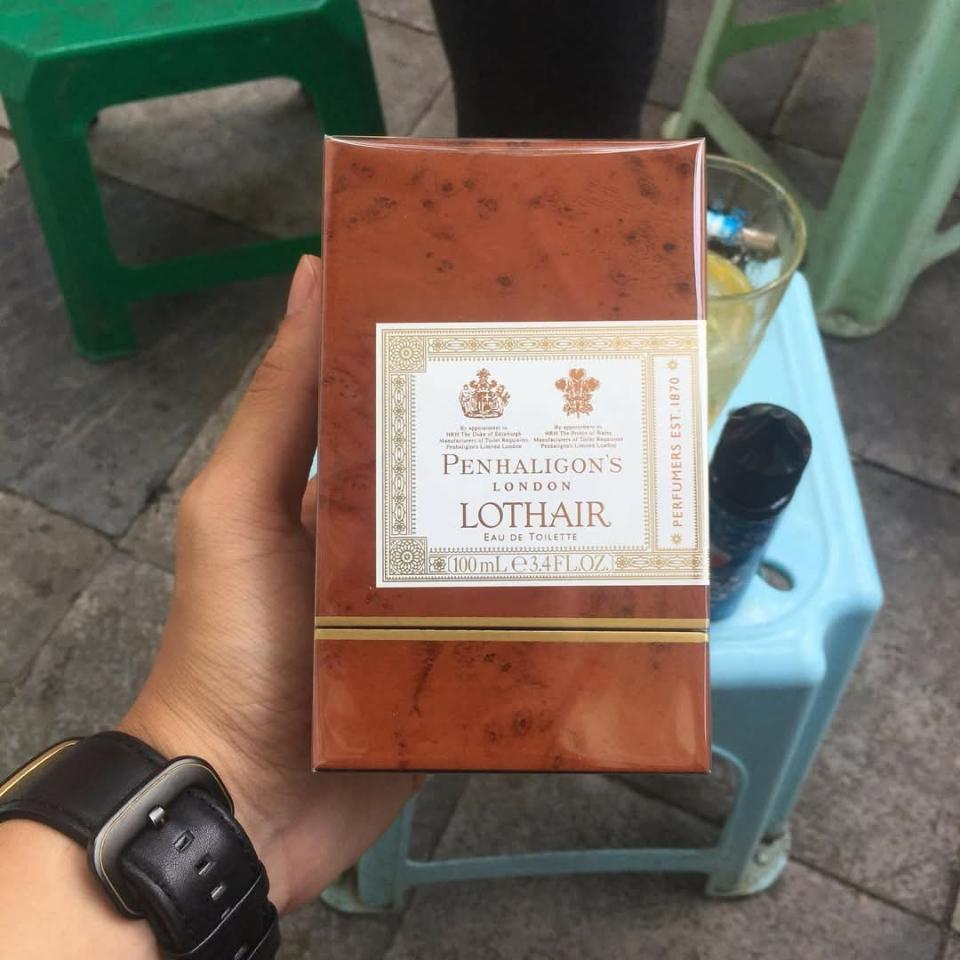 By appointment to
HRH The Duke of Edinburgh
Manufacturers of Toilet Requisites
Penhaligon's Limited London
By appointment to
HRH The Prince of Wales
Manufacturers of Toilet Requisites
Penhaligon's Limited London
PENHALIGON'S
LONDON
LOTHAIR
EAU DE TOILETTE
100 mL ℮ 3.4 FL.OZ.
PERFUMERS EST. 1870